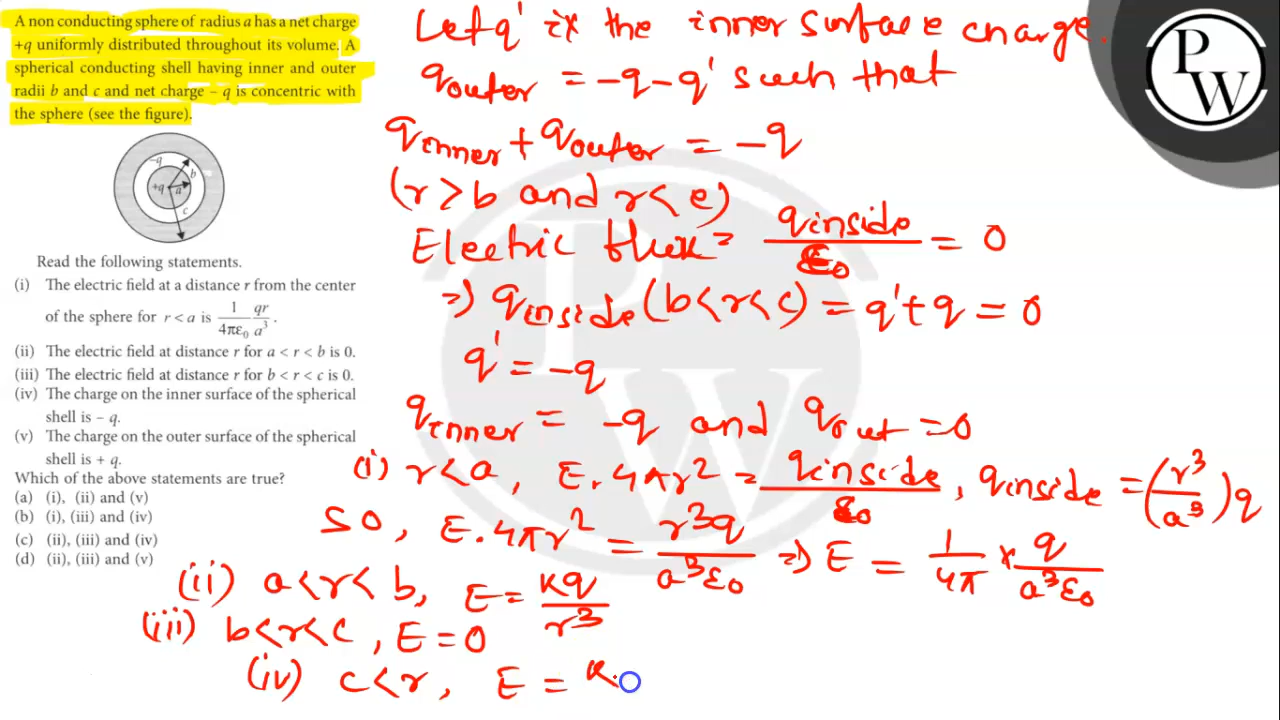 A non conducting sphere of radius a has a net charge
+q uniformly distributed throughout its volume. A
spherical conducting shell having inner and outer
radii b and c and net charge – q is concentric with
the sphere (see the figure).
–q
b
+q
a
c
Read the following statements.
(i) The electric field at a distance r from the center
of the sphere for r < a is 1/4πε₀ qr/a³.
(ii) The electric field at distance r for a < r < b is 0.
(iii) The electric field at distance r for b < r < c is 0.
(iv) The charge on the inner surface of the spherical
shell is – q.
(v) The charge on the outer surface of the spherical
shell is + q.
Which of the above statements are true?
(a) (i), (ii) and (v)
(b) (i), (iii) and (iv)
(c) (ii), (iii) and (iv)
(d) (ii), (iii) and (v)
Let q' ix the inner surface charge.
qouter = -q-q' such that
qinner + qouter = -q
(r>b and r<e)
Electric flux = qinside/ε₀ = 0
⇒ qinside (b<r<c) = q'+q = 0
q' = -q
qinner = -q and qout = 0
(i) r<a, E.4πr² = qinside/ε₀, qinside = (r³/a³)q
SO, E.4πr² = r³q/a³ε₀ ⇒ E = 1/4π × q/a³ε₀
(ii) a<r<b, E = Kq/r³
(iii) b<r<c, E = 0
(iv) c<r, E = K.
PW
PW